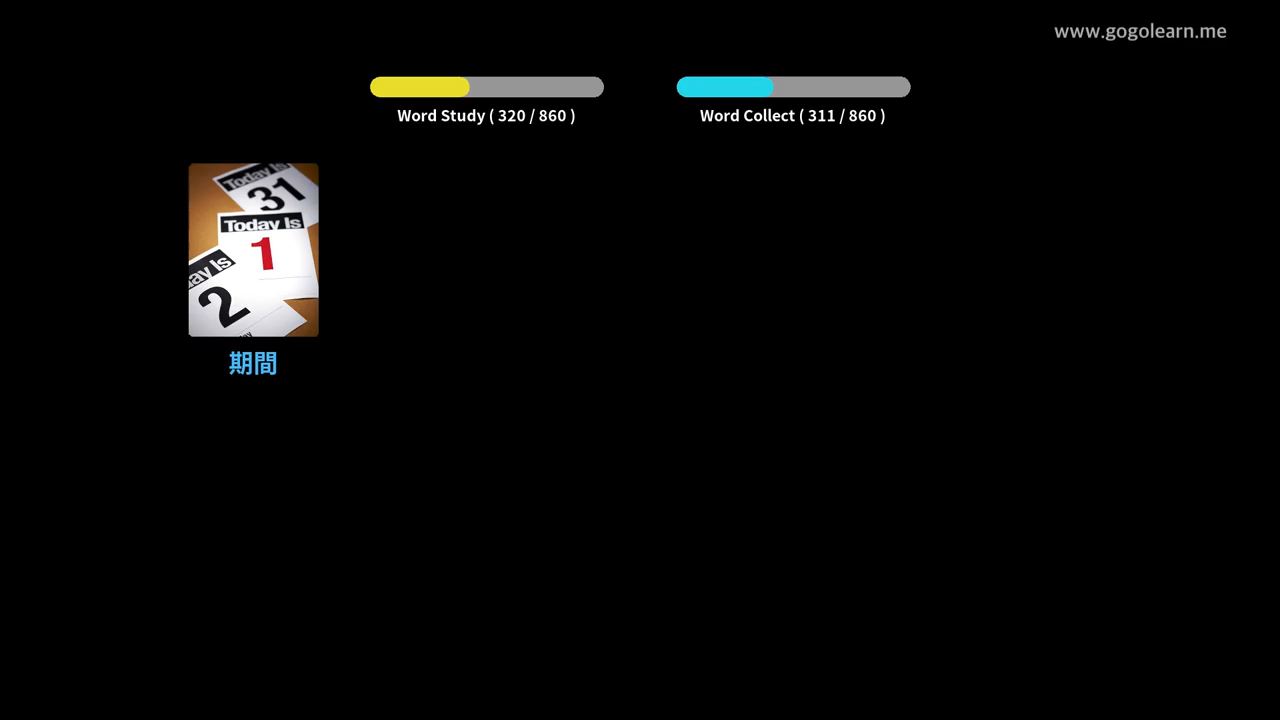 www.gogolearn.me
Word Study ( 320 / 860 )
Word Collect ( 311 / 860 )
Today Is
31
Today Is
1
ay Is
2
期間